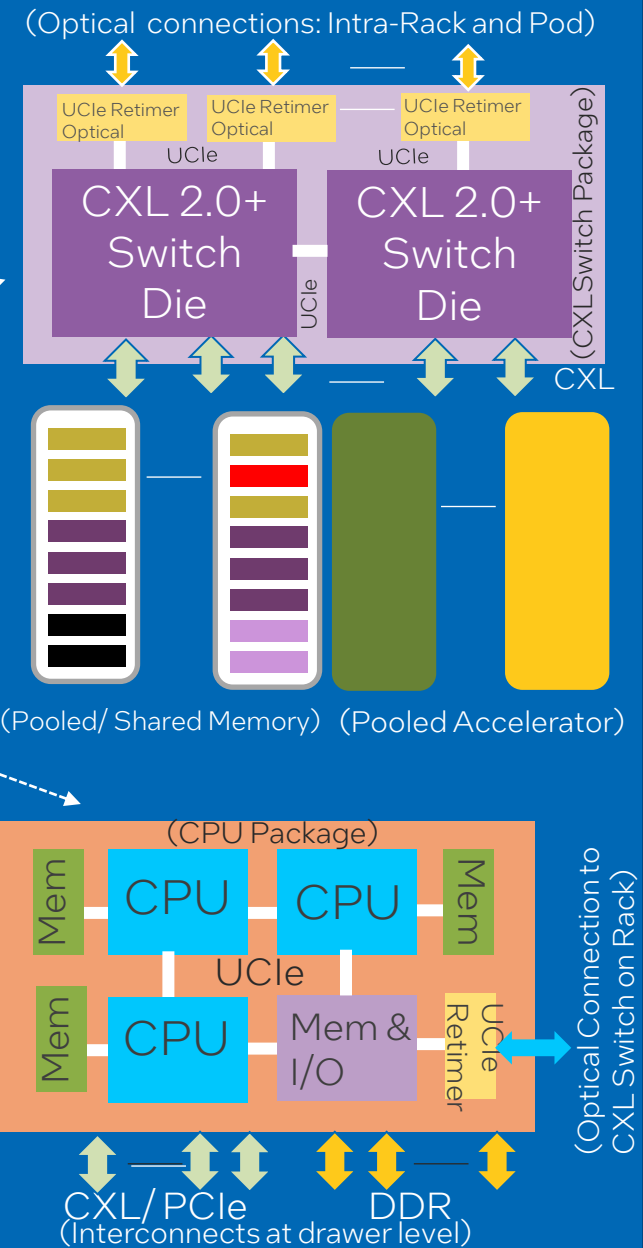 (Optical connections: Intra-Rack and Pod)
UCIe Retimer
Optical
UCIe Retimer
Optical
UCIe Retimer
Optical
UCIe
UCIe
CXL 2.0+
Switch
Die
CXL 2.0+
Switch
Die
UCIe
(CXLSwitch Package)
CXL
(Pooled/ Shared Memory)
(Pooled Accelerator)
(CPU Package)
Mem
CPU
CPU
Mem
UCIe
Mem
CPU
Mem &
I/O
UCIe
Retimer
(Optical Connection to
CXL Switch on Rack)
CXL/ PCIe
DDR
(Interconnects at drawer level)